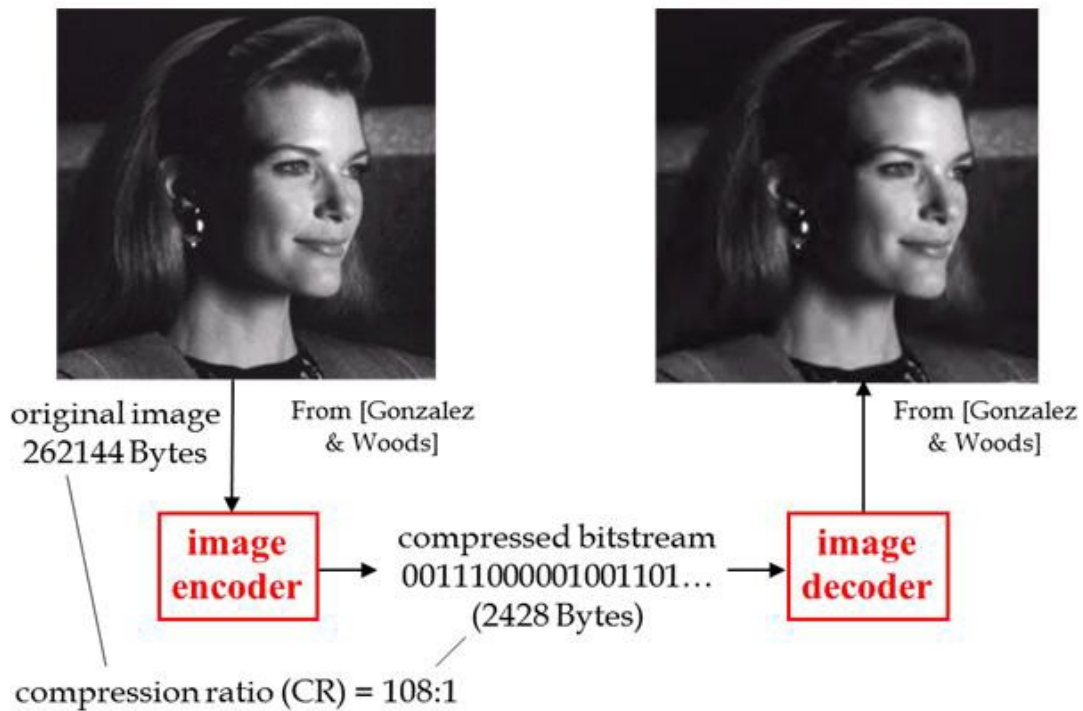 original image
262144 Bytes
From [Gonzalez
& Woods]
From [Gonzalez
& Woods]
image
encoder
compressed bitstream
00111000001001101...
(2428 Bytes)
image
decoder
compression ratio (CR) = 108:1